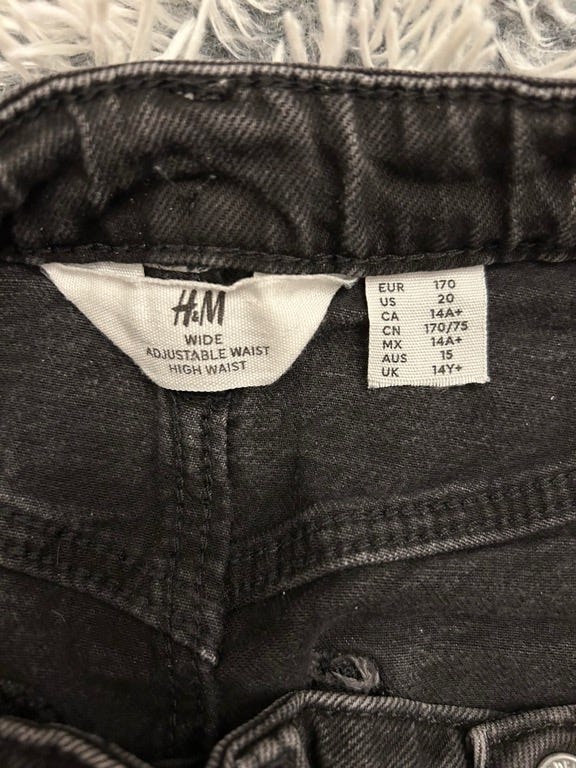 H&M
WIDE
ADJUSTABLE WAIST
HIGH WAIST
EUR 170
US 20
CA 14A+
CN 170/75
MX 14A+
AUS 15
UK 14Y+